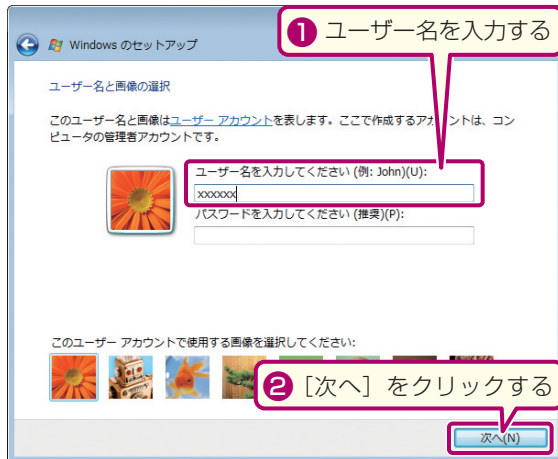 ❶ ユーザー名を入力する
Windows のセットアップ
ユーザー名と画像の選択
このユーザー名と画像はユーザー アカウントを表します。ここで作成するアカウントは、コン
ピュータの管理者アカウントです。
ユーザー名を入力してください (例: John)(U):
xxxxxx
パスワードを入力してください (推奨)(P):
このユーザー アカウントで使用する画像を選択してください:
❷ [次へ] をクリックする
次へ(N)